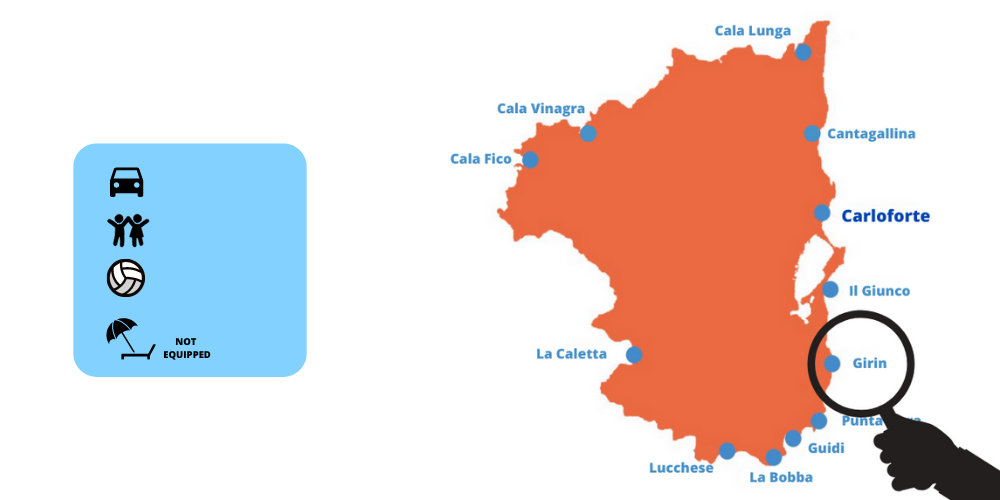 NOT
EQUIPPED
Cala Lunga
Cala Vinagra
Cantagallina
Cala Fico
Carloforte
Il Giunco
La Caletta
Girin
Punta
Guidi
Lucchese
La Bobba